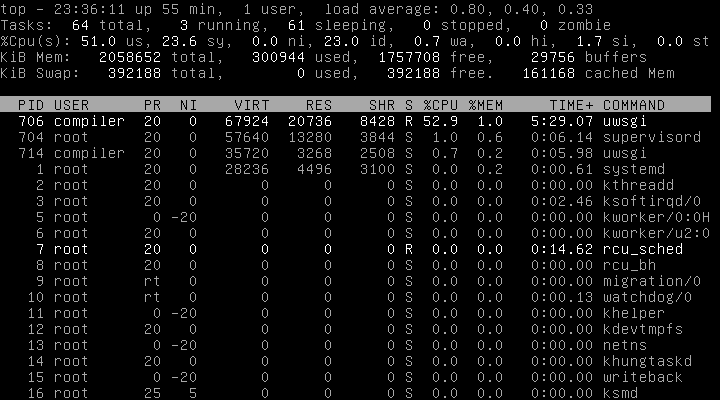 top - 23:36:11 up 55 min,  1 user,  load average: 0.80, 0.40, 0.33
Tasks:  64 total,   3 running,  61 sleeping,   0 stopped,   0 zombie
%Cpu(s): 51.0 us, 23.6 sy,  0.0 ni, 23.0 id,  0.7 wa,  0.0 hi,  1.7 si,  0.0 st
KiB Mem:   2058652 total,   300944 used,  1757708 free,    29756 buffers
KiB Swap:   392188 total,        0 used,   392188 free.   161168 cached Mem
PID USER      PR  NI    VIRT    RES    SHR S %CPU %MEM     TIME+ COMMAND
706 compiler  20   0   67924  20736   8428 R 52.9  1.0   5:29.07 uwsgi
704 root      20   0   57640  13280   3844 S  1.0  0.6   0:06.14 supervisord
714 compiler  20   0   35720   3268   2508 S  0.7  0.2   0:05.98 uwsgi
1 root      20   0   28236   4496   3100 S  0.0  0.2   0:00.61 systemd
2 root      20   0       0      0      0 S  0.0  0.0   0:00.00 kthreadd
3 root      20   0       0      0      0 S  0.0  0.0   0:02.46 ksoftirqd/0
5 root       0 -20       0      0      0 S  0.0  0.0   0:00.00 kworker/0:0H
6 root      20   0       0      0      0 S  0.0  0.0   0:00.00 kworker/u2:0
7 root      20   0       0      0      0 R  0.0  0.0   0:14.62 rcu_sched
8 root      20   0       0      0      0 S  0.0  0.0   0:00.00 rcu_bh
9 root      rt   0       0      0      0 S  0.0  0.0   0:00.00 migration/0
10 root      rt   0       0      0      0 S  0.0  0.0   0:00.13 watchdog/0
11 root       0 -20       0      0      0 S  0.0  0.0   0:00.00 khelper
12 root      20   0       0      0      0 S  0.0  0.0   0:00.00 kdevtmpfs
13 root       0 -20       0      0      0 S  0.0  0.0   0:00.00 netns
14 root      20   0       0      0      0 S  0.0  0.0   0:00.00 khungtaskd
15 root       0 -20       0      0      0 S  0.0  0.0   0:00.00 writeback
16 root      25   5       0      0      0 S  0.0  0.0   0:00.00 ksmd